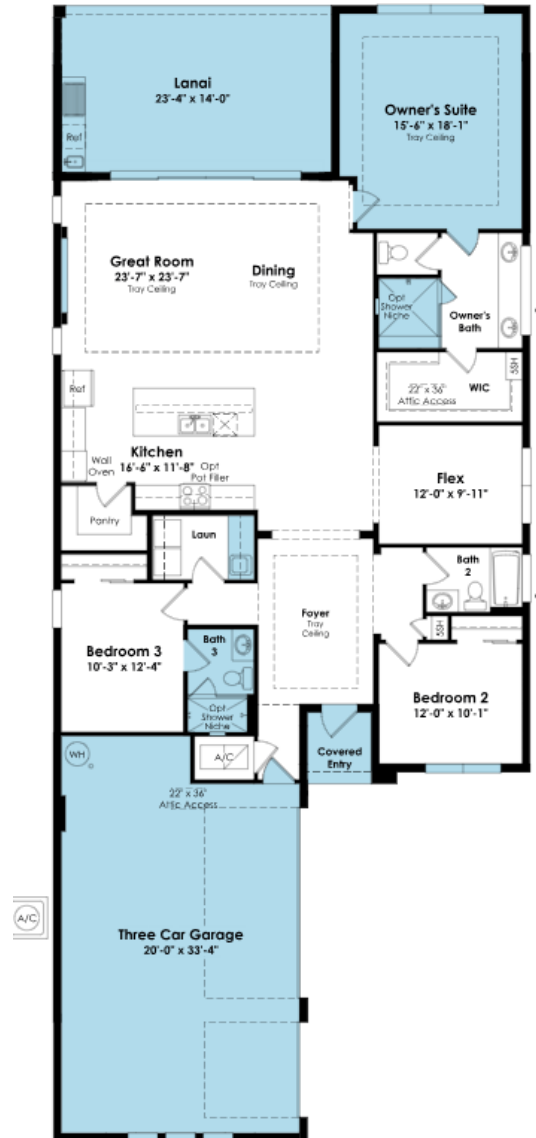 Lanai
23'-4" x 14'-0"
Ref
Owner's Suite
15'-6" x 18'-1"
Tray Ceiling
Great Room
23'-7" x 23'-7"
Tray Ceiling
Dining
Tray Ceiling
Opt
Shower
Niche
Owner's
Bath
Ref
22" x 36"
Attic Access
WIC
5SH
Kitchen
16'-6" x 11'-8"
Wall
Oven
Opt
Pot Filler
Pantry
Flex
12'-0" x 9'-11"
Laun
Bath
2
Foyer
Tray
Ceiling
5SH
Bedroom 3
10'-3" x 12'-4"
Bath
3
Opt
Shower
Niche
Bedroom 2
12'-0" x 10'-1"
Covered
Entry
WH
A/C
22" x 36"
Attic Access
A/C
Three Car Garage
20'-0" x 33'-4"